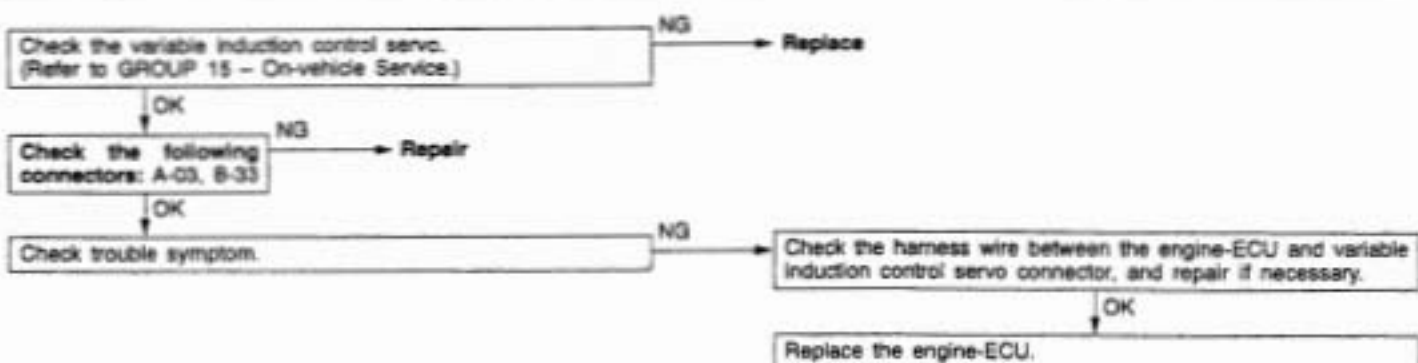 NG
Check the variable induction control servo.
(Refer to GROUP 15 – On-vehicle Service.)
Replace
OK
NG
Check the following
connectors: A-03, B-33
Repair
OK
NG
Check trouble symptom.
Check the harness wire between the engine-ECU and variable
induction control servo connector, and repair if necessary.
OK
Replace the engine-ECU.